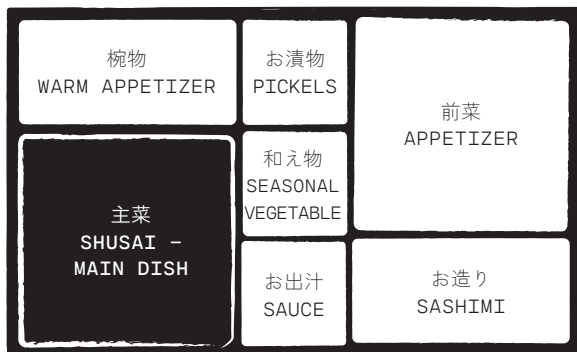 椀物
WARM APPETIZER
お漬物
PICKELS
前菜
APPETIZER
和え物
SEASONAL
VEGETABLE
主菜
SHUSAI –
MAIN DISH
お出汁
SAUCE
お造り
SASHIMI